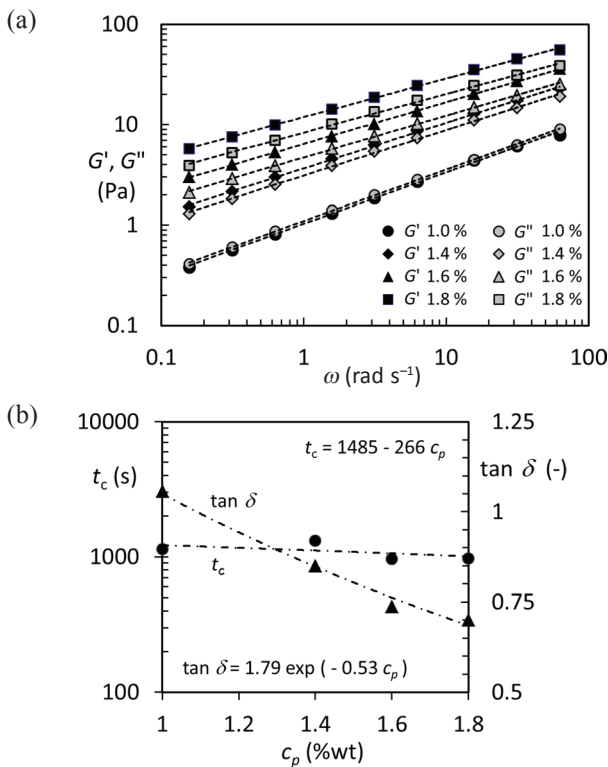 (a)
100
10
G', G"
(Pa)
1
0.1
0.1 1 10 100
ω (rad s⁻¹)
G' 1.0 % G" 1.0 %
G' 1.4 % G" 1.4 %
G' 1.6 % G" 1.6 %
G' 1.8 % G" 1.8 %
(b)
10000 1.25
t_c (s) t_c = 1485 - 266 c_p tan δ (-)
tan δ 1
1000
t_c
0.75
tan δ = 1.79 exp ( - 0.53 c_p )
100 0.5
1 1.2 1.4 1.6 1.8
c_p (%wt)